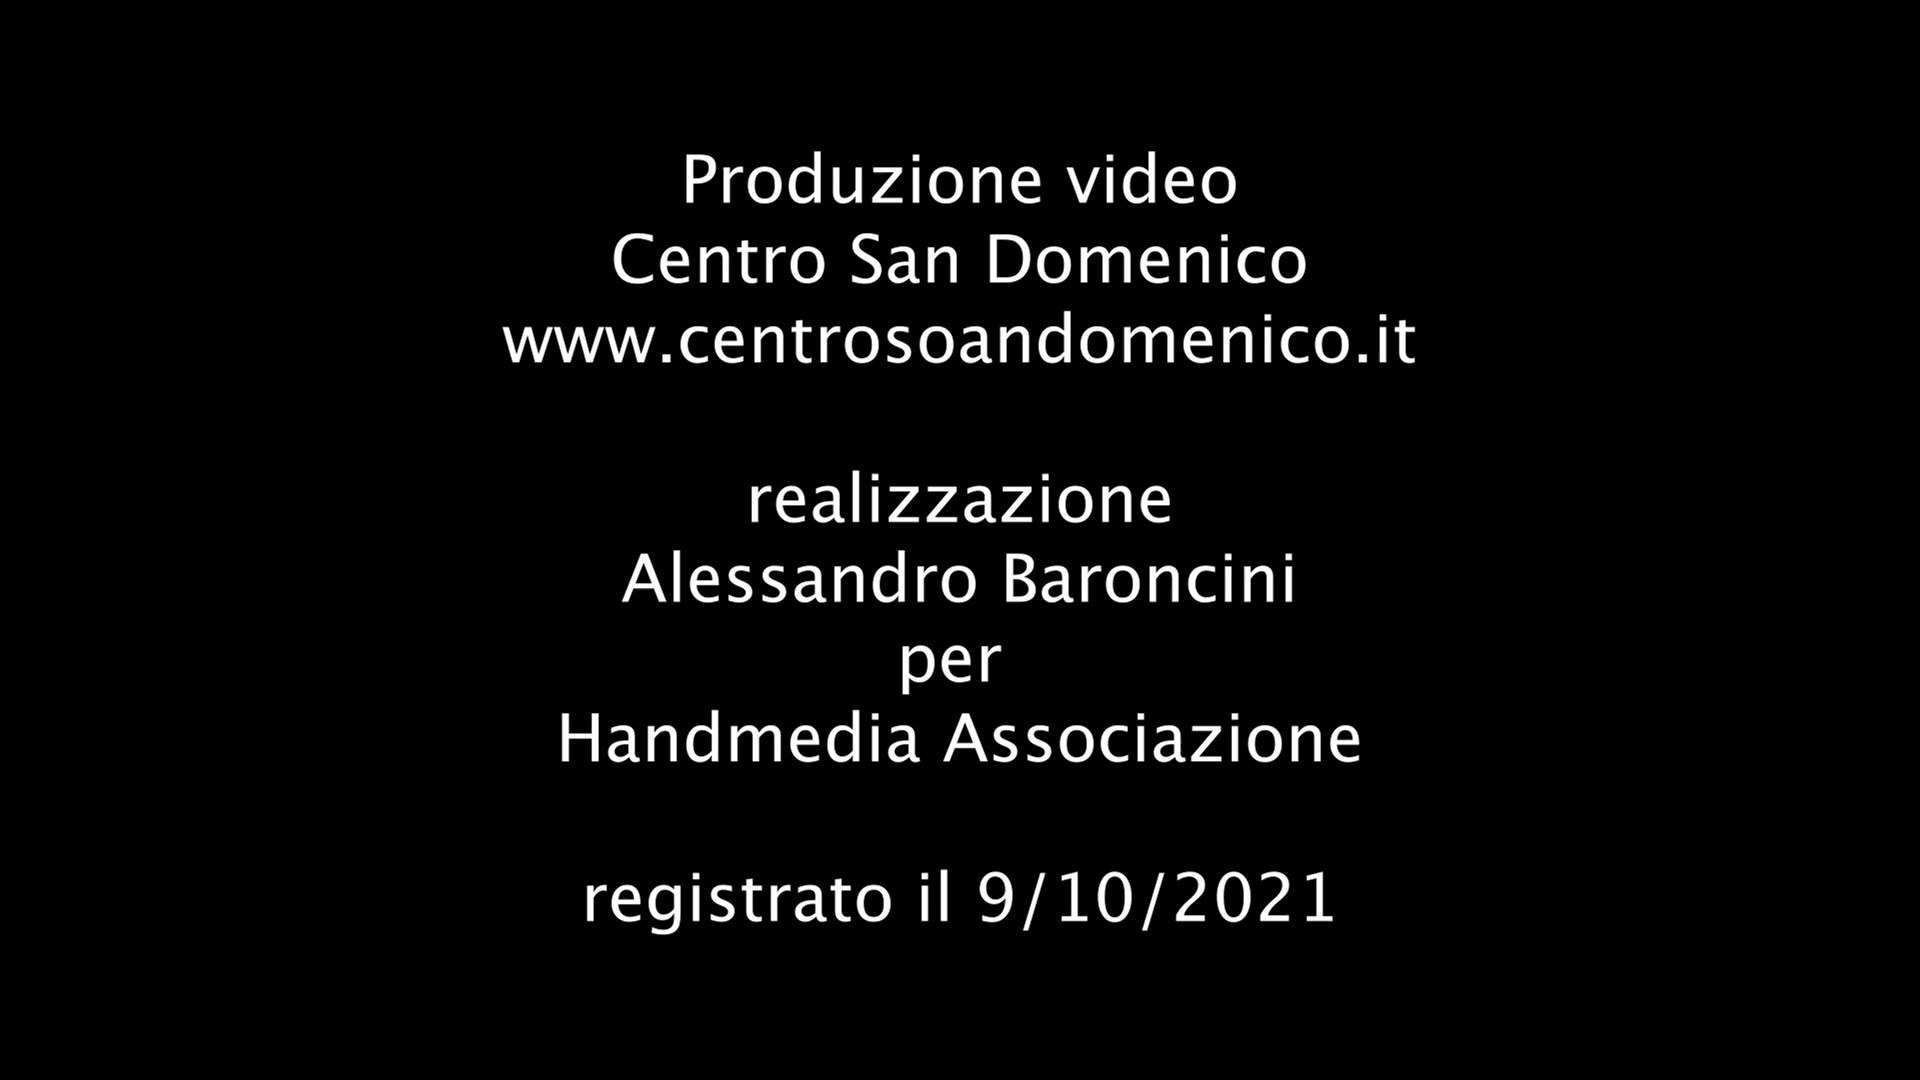 Produzione video
Centro San Domenico
www.centrosoandomenico.it
realizzazione
Alessandro Baroncini
per
Handmedia Associazione
registrato il 9/10/2021